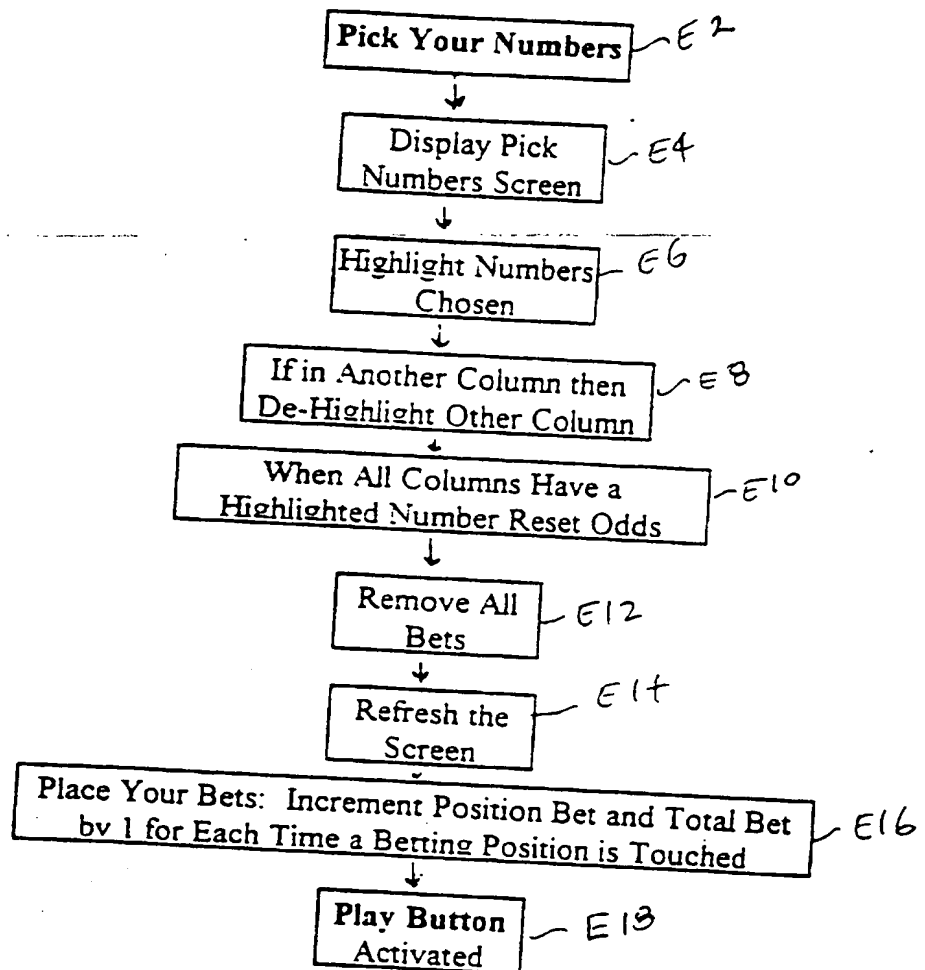 Pick Your Numbers E2
Display Pick E4
Numbers Screen
Highlight Numbers E6
Chosen
If in Another Column then E8
De-Highlight Other Column
When All Columns Have a E10
Highlighted Number Reset Odds
Remove All E12
Bets
Refresh the E14
Screen
Place Your Bets: Increment Position Bet and Total Bet E16
by 1 for Each Time a Betting Position is Touched
Play Button E18
Activated